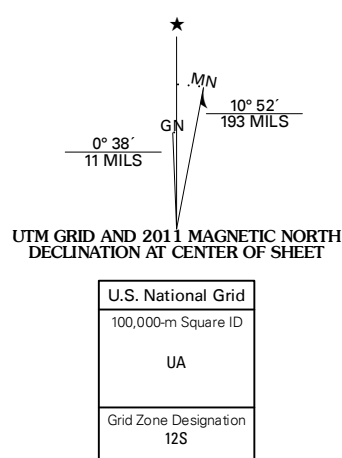 ★
MN
GN
10° 52´
193 MILS
0° 38´
11 MILS
UTM GRID AND 2011 MAGNETIC NORTH
DECLINATION AT CENTER OF SHEET
U.S. National Grid
100,000-m Square ID
UA
Grid Zone Designation
12S